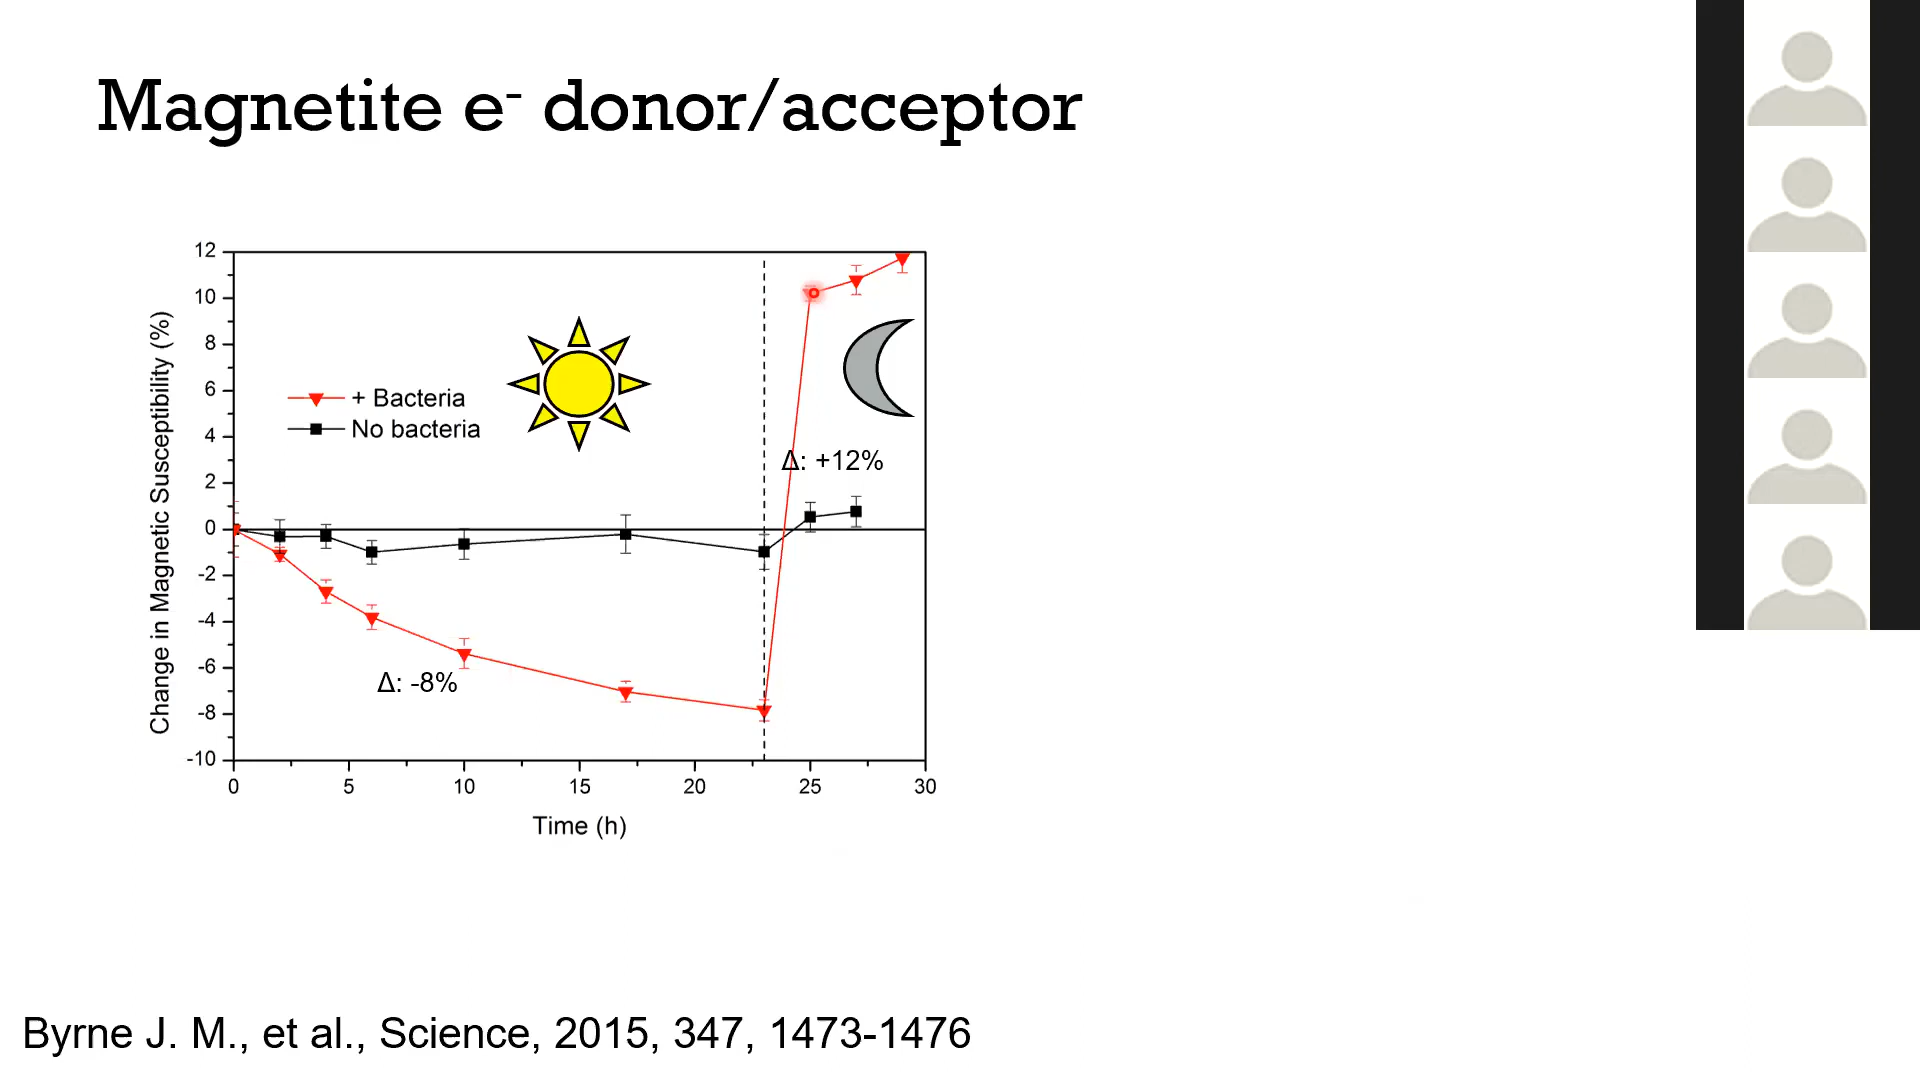 Magnetite e⁻ donor/acceptor
12
10
8
6
4
2
0
-2
-4
-6
-8
-10
Change in Magnetic Susceptibility (%)
+ Bacteria
No bacteria
Δ: +12%
Δ: -8%
0 5 10 15 20 25 30
Time (h)
Byrne J. M., et al., Science, 2015, 347, 1473-1476